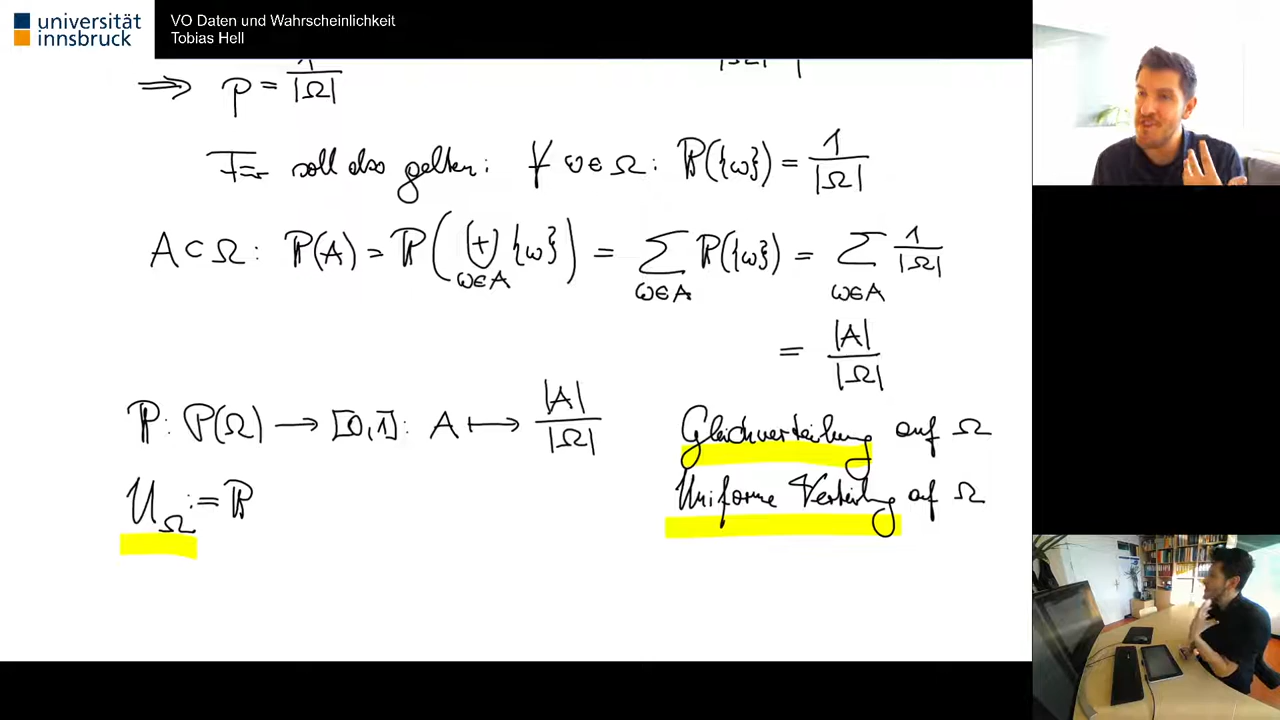 universität
innsbruck
VO Daten und Wahrscheinlichkeit
Tobias Hell
⟹ p = 1/|Ω|
soll also gelten: ∀ ω∈Ω: ℙ({ω}) = 1/|Ω|
A ⊂ Ω: ℙ(A) = ℙ(⨄_{ω∈A} {ω}) = ∑_{ω∈A} ℙ({ω}) = ∑_{ω∈A} 1/|Ω|
= |A|/|Ω|
ℙ: P(Ω) ⟶ [0,1]: A ⟼ |A|/|Ω| Gleichverteilung auf Ω
U_Ω := ℙ Uniforme Verteilung auf Ω